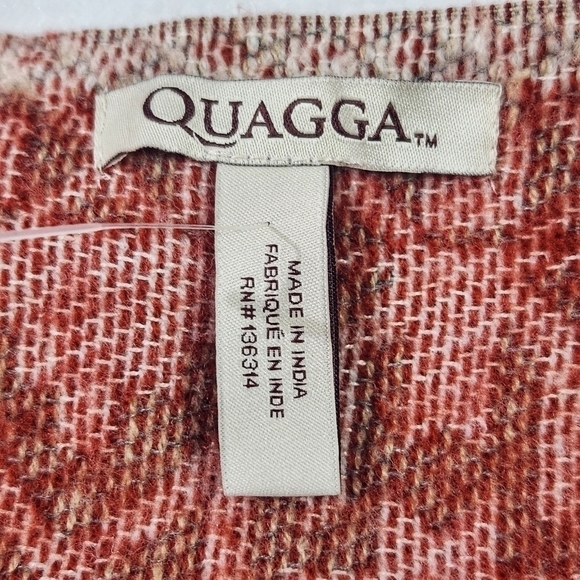 QUAGGA™
MADE IN INDIA
FABRIQUÉ EN INDE
RN# 136314